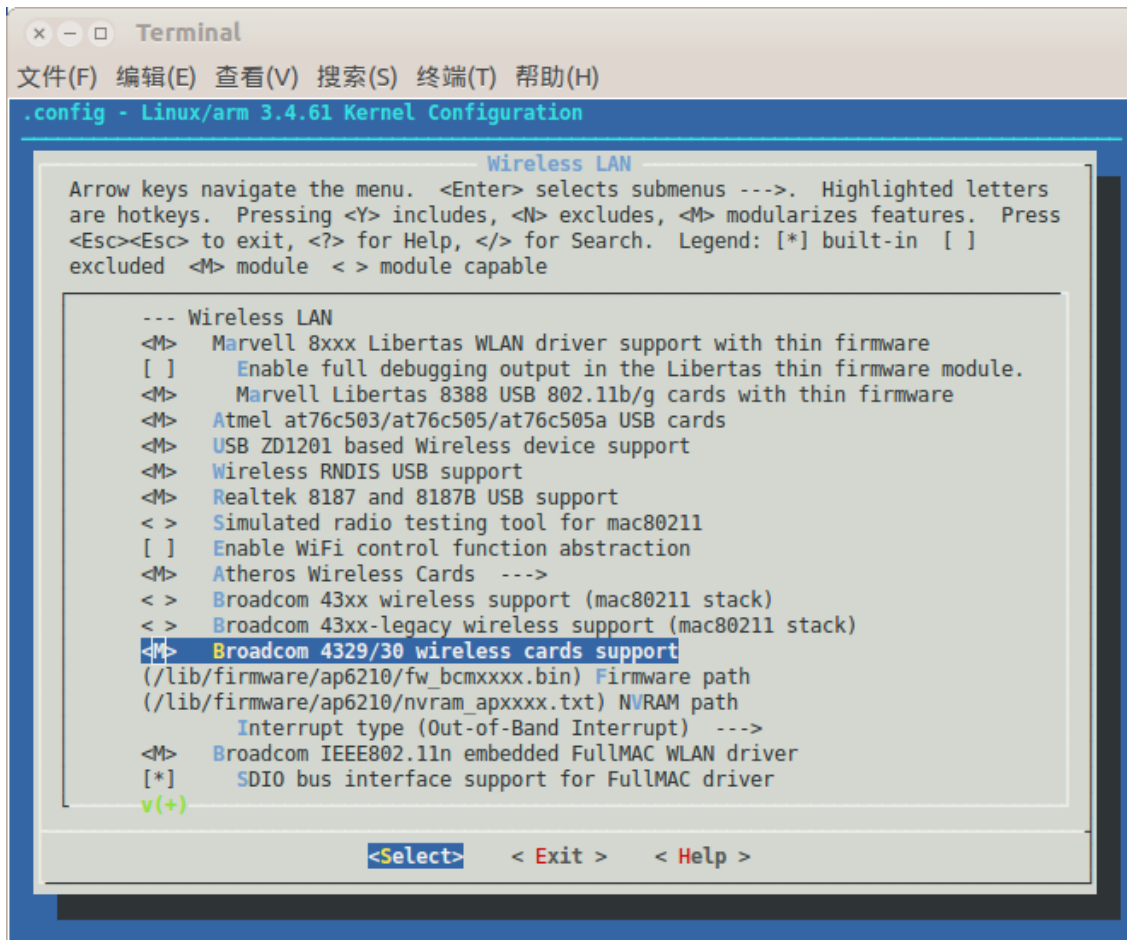 Terminal
文件(F) 编辑(E) 查看(V) 搜索(S) 终端(T) 帮助(H)
.config - Linux/arm 3.4.61 Kernel Configuration
Wireless LAN
Arrow keys navigate the menu.  <Enter> selects submenus --->.  Highlighted letters
are hotkeys.  Pressing <Y> includes, <N> excludes, <M> modularizes features.  Press
<Esc><Esc> to exit, <?> for Help, </> for Search.  Legend: [*] built-in  [ ]
excluded  <M> module  < > module capable
--- Wireless LAN
<M>   Marvell 8xxx Libertas WLAN driver support with thin firmware
[ ]     Enable full debugging output in the Libertas thin firmware module.
<M>     Marvell Libertas 8388 USB 802.11b/g cards with thin firmware
<M>   Atmel at76c503/at76c505/at76c505a USB cards
<M>   USB ZD1201 based Wireless device support
<M>   Wireless RNDIS USB support
<M>   Realtek 8187 and 8187B USB support
< >   Simulated radio testing tool for mac80211
[ ]   Enable WiFi control function abstraction
<M>   Atheros Wireless Cards  --->
< >   Broadcom 43xx wireless support (mac80211 stack)
< >   Broadcom 43xx-legacy wireless support (mac80211 stack)
<M>   Broadcom 4329/30 wireless cards support
(/lib/firmware/ap6210/fw_bcmxxxx.bin) Firmware path
(/lib/firmware/ap6210/nvram_apxxxx.txt) NVRAM path
Interrupt type (Out-of-Band Interrupt)  --->
<M>   Broadcom IEEE802.11n embedded FullMAC WLAN driver
[*]     SDIO bus interface support for FullMAC driver
v(+)
<Select>    < Exit >    < Help >